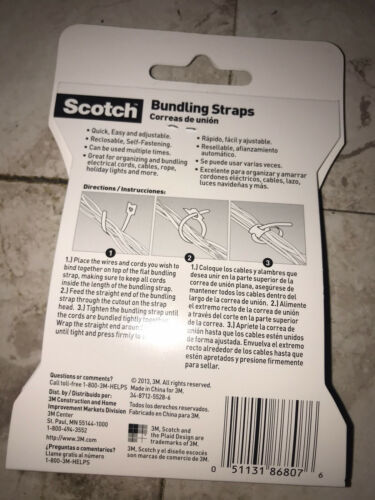 Scotch
Bundling Straps
Correas de unión
• Quick, Easy and adjustable.
• Reclosable, Self-Fastening.
• Can be used multiple times.
• Great for organizing and bundling
electrical cords, cables, rope,
holiday lights and more.
• Rápido, fácil y ajustable.
• Resellable, afianzamiento
automático.
• Se puede usar varias veces.
• Excelente para organizar y amarrar
cordones eléctricos, cables, lazo,
luces navideñas y más.
Directions / Instrucciones:
1
2
3
1.) Place the wires and cords you wish to
bind together on top of the flat bundling
strap, making sure to keep all cords
inside the length of the bundling strap.
2.) Feed the straight end of the bundling
strap through the cutout on the strap
head. 3.) Tighten the bundling strap until
the cords are bundled tightly together.
Wrap the straight end around
until tight and press firmly to
1.) Coloque los cables y alambres que
desea unir en la parte superior de la
correa de unión plana, asegúrese de
mantener todos los cables dentro del
largo de la correa de unión. 2.) Alimente
el extremo recto de la correa de unión
a través del corte en la parte superior
de la correa. 3.) Apriete la correa de
unión hasta que los cables estén unidos
de forma ajustada. Envuelva el extremo
recto alrededor de los cables hasta que
estén apretados y presione firmemente
para sellar.
Questions or comments?
Call toll-free 1-800-3M-HELPS
Dist. by / Distribuido por:
3M Construction and Home
Improvement Markets Division
3M Center
St. Paul, MN 55144-1000
1-800-494-3552
http://www.3M.com
¿Preguntas o comentarios?
Llame gratis al número
1-800-3M-HELPS.
© 2013, 3M. All rights reserved.
Made in China for 3M.
34-8712-5528-6
Todos los derechos reservados.
Fabricado en China para 3M.
3M, Scotch and
the Plaid Design are
trademarks of 3M.
3M, Scotch y el diseño escocés
son marcas de comercio de 3M.
0 51131 86807 6